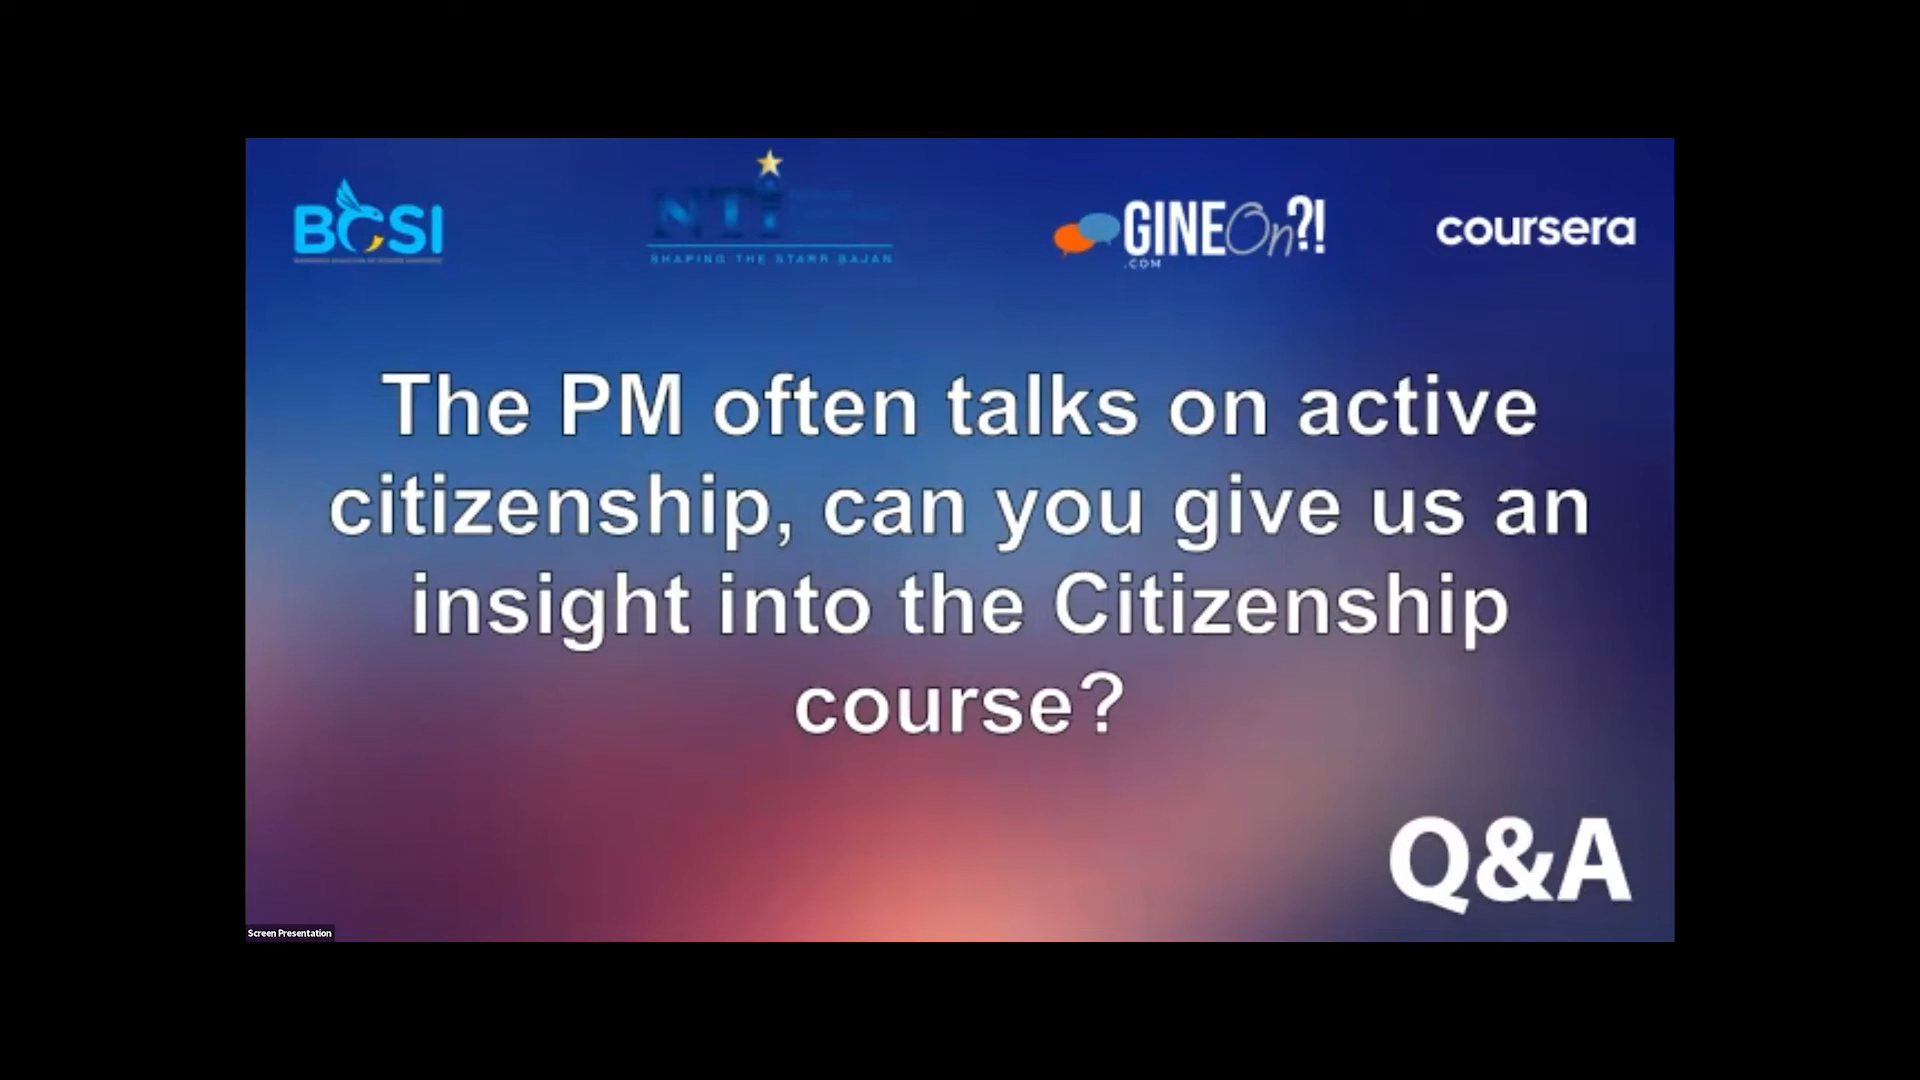 BCSI
NTi
SHAPING THE STARR BAJAN
GINEOn?!
.COM
coursera
The PM often talks on active
citizenship, can you give us an
insight into the Citizenship
course?
Q&A
Screen Presentation